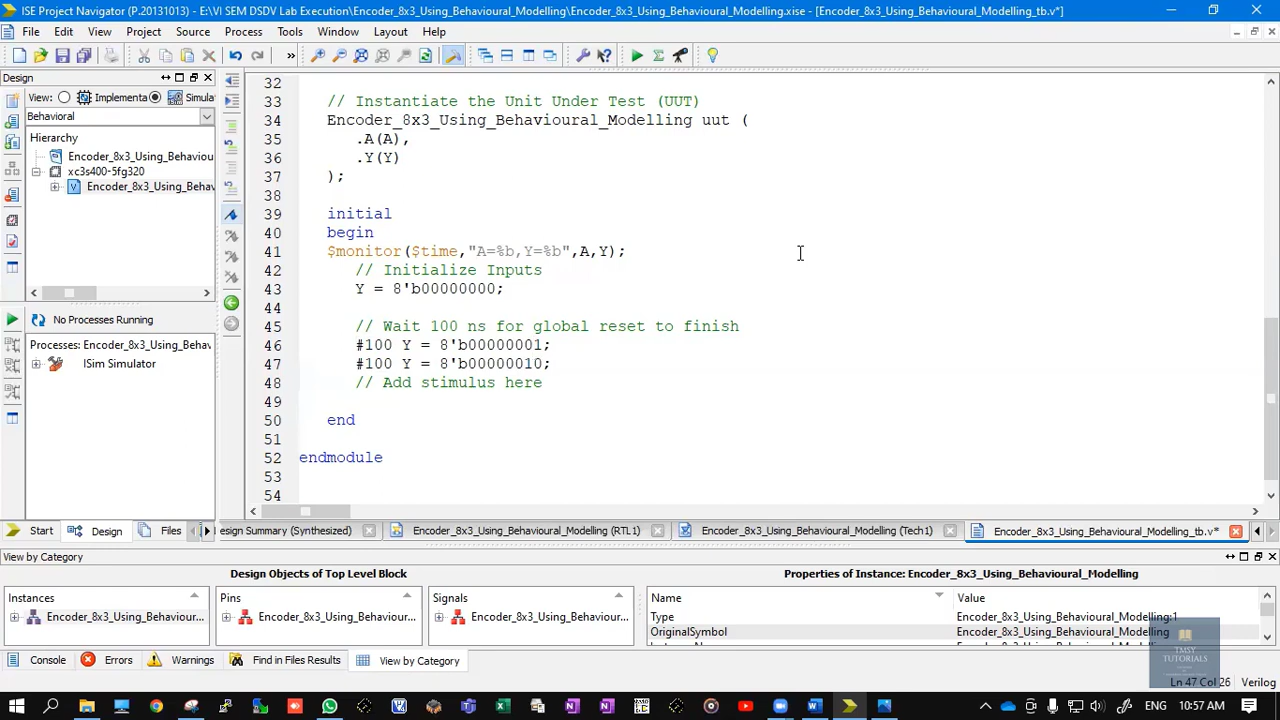 ISE Project Navigator (P.20131013) - E:\VI SEM DSDV Lab Execution\Encoder_8x3_Using_Behavioural_Modelling\Encoder_8x3_Using_Behavioural_Modelling.xise - [Encoder_8x3_Using_Behavioural_Modelling_tb.v*]
File Edit View Project Source Process Tools Window Layout Help
Design
View: Implementa Simula
Behavioral
Hierarchy
Encoder_8x3_Using_Behaviou
xc3s400-5fg320
Encoder_8x3_Using_Behav
No Processes Running
Processes: Encoder_8x3_Using_Behav
ISim Simulator
Start Design Files
32
33 // Instantiate the Unit Under Test (UUT)
34 Encoder_8x3_Using_Behavioural_Modelling uut (
35 .A(A),
36 .Y(Y)
37 );
38
39 initial
40 begin
41 $monitor($time,"A=%b,Y=%b",A,Y);
42 // Initialize Inputs
43 Y = 8'b00000000;
44
45 // Wait 100 ns for global reset to finish
46 #100 Y = 8'b00000001;
47 #100 Y = 8'b00000010;
48 // Add stimulus here
49
50 end
51
52 endmodule
53
54
Design Summary (Synthesized) Encoder_8x3_Using_Behavioural_Modelling (RTL1) Encoder_8x3_Using_Behavioural_Modelling (Tech1) Encoder_8x3_Using_Behavioural_Modelling_tb.v*
View by Category
Design Objects of Top Level Block Properties of Instance: Encoder_8x3_Using_Behavioural_Modelling
Instances Pins Signals Name Value
Encoder_8x3_Using_Behaviour... Encoder_8x3_Using_Behavioural... Encoder_8x3_Using_Behavioural... Type Encoder_8x3_Using_Behavioural_Modelling:1
OriginalSymbol Encoder_8x3_Using_Behavioural_Modelling
Console Errors Warnings Find in Files Results View by Category
TMSY
TUTORIALS
Ln 47 Col 26 Verilog
ENG 10:57 AM